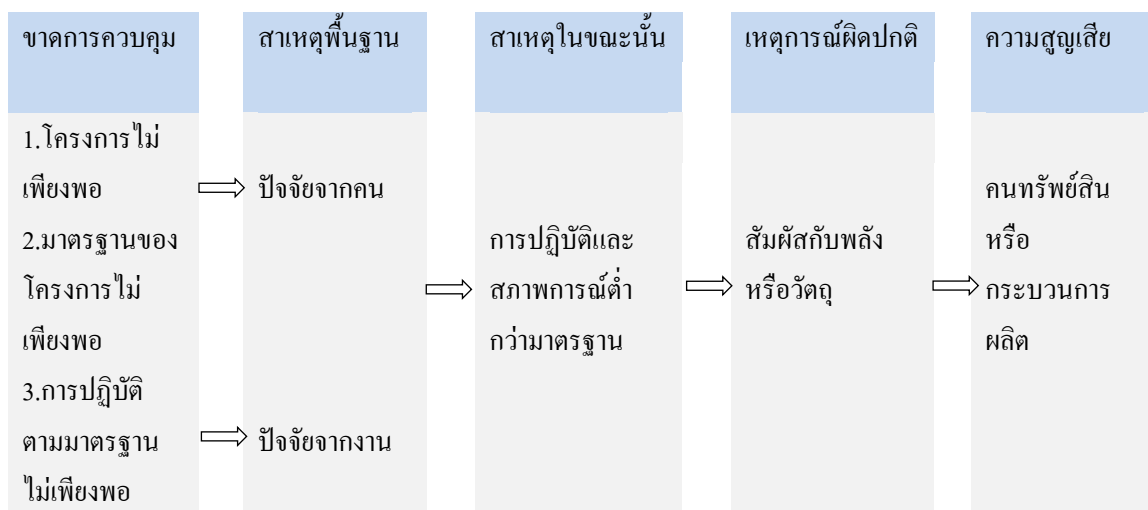 ขาดการควบคุม
สาเหตุพื้นฐาน
สาเหตุในขณะนั้น
เหตุการณ์ผิดปกติ
ความสูญเสีย
1.โครงการไม่
เพียงพอ
2.มาตรฐานของ
โครงการไม่
เพียงพอ
3.การปฏิบัติ
ตามมาตรฐาน
ไม่เพียงพอ
ปัจจัยจากคน
ปัจจัยจากงาน
การปฏิบัติและ
สภาพการณ์ต่ำ
กว่ามาตรฐาน
สัมผัสกับพลัง
หรือวัตถุ
คนทรัพย์สิน
หรือ
กระบวนการ
ผลิต